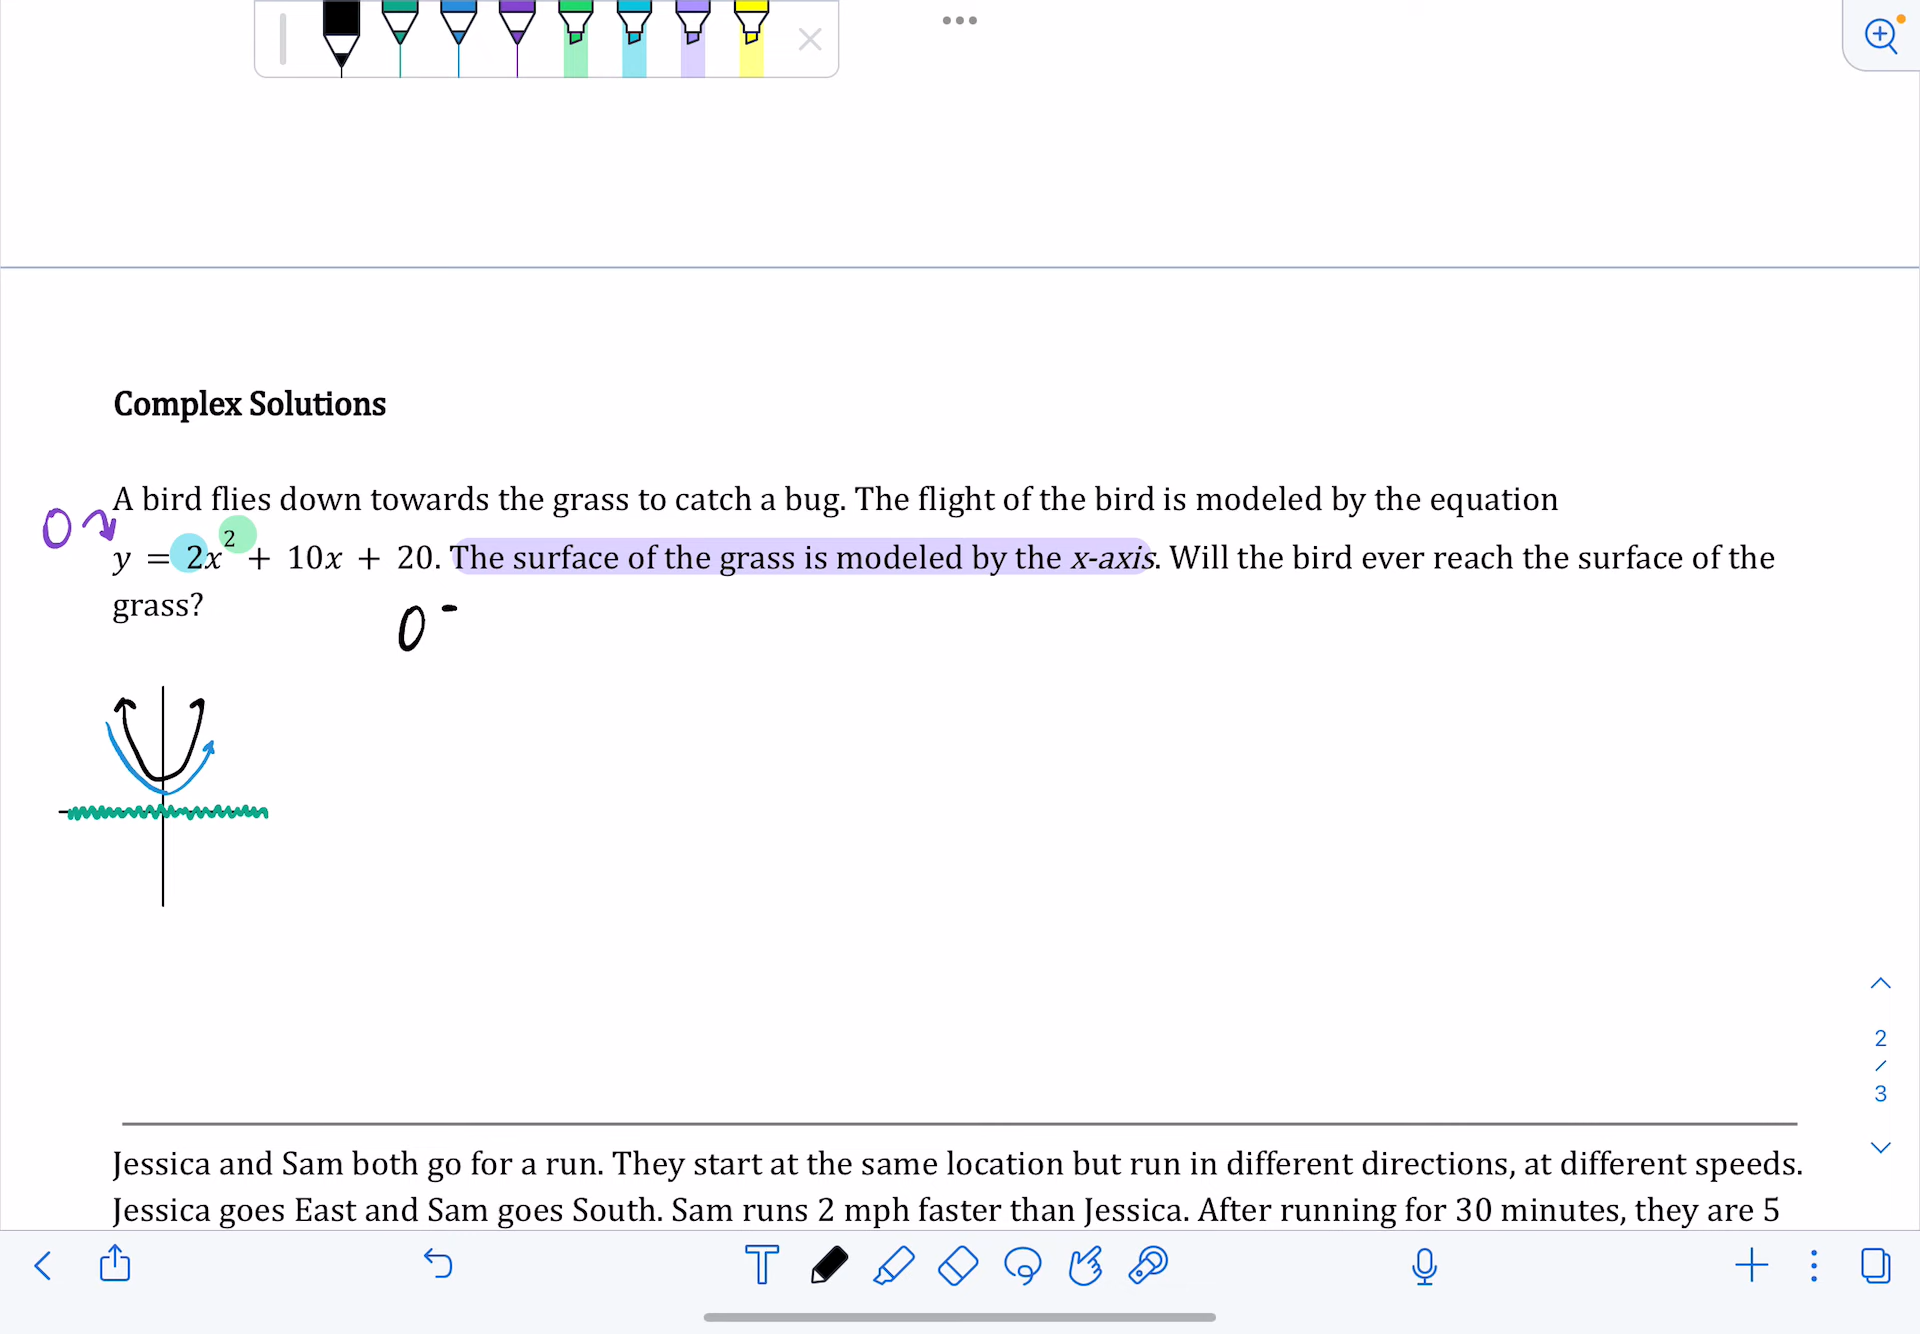 Complex Solutions
A bird flies down towards the grass to catch a bug. The flight of the bird is modeled by the equation
0
y = 2x² + 10x + 20. The surface of the grass is modeled by the x-axis. Will the bird ever reach the surface of the
grass?
0 -
2
/
3
Jessica and Sam both go for a run. They start at the same location but run in different directions, at different speeds.
Jessica goes East and Sam goes South. Sam runs 2 mph faster than Jessica. After running for 30 minutes, they are 5